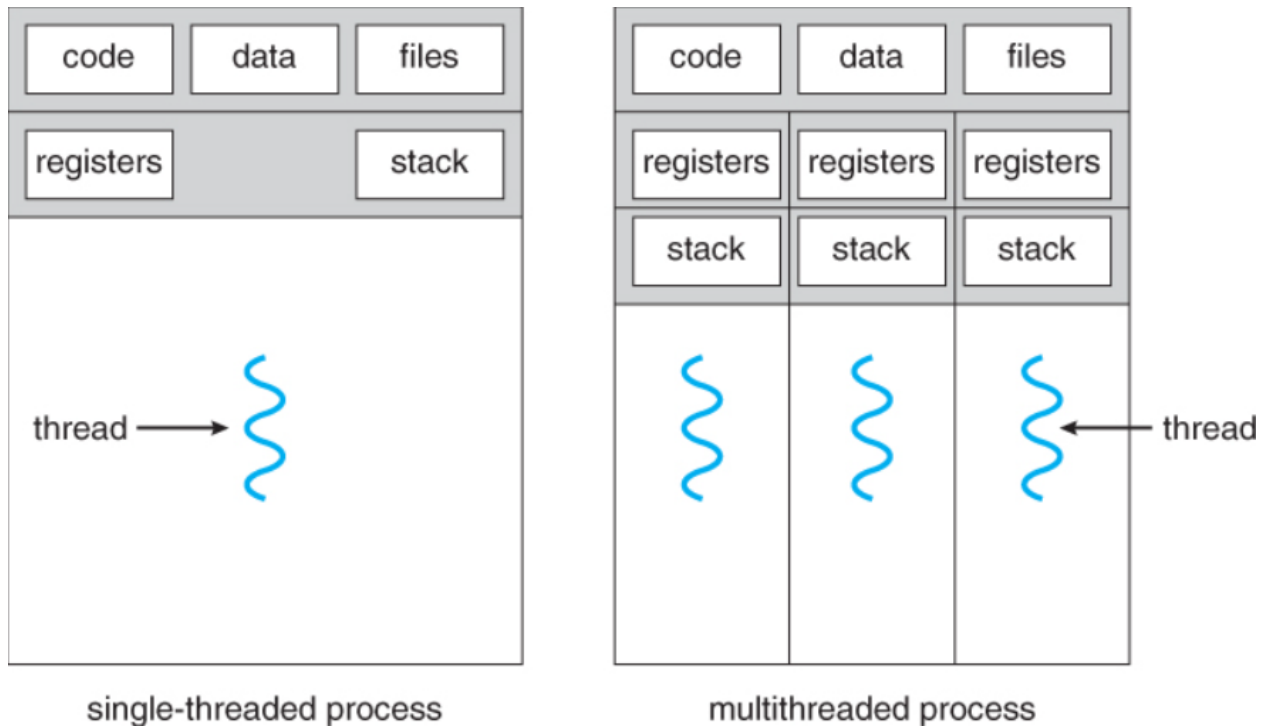 code data files code data files
registers stack registers registers registers
stack stack stack
thread thread
single-threaded process multithreaded process